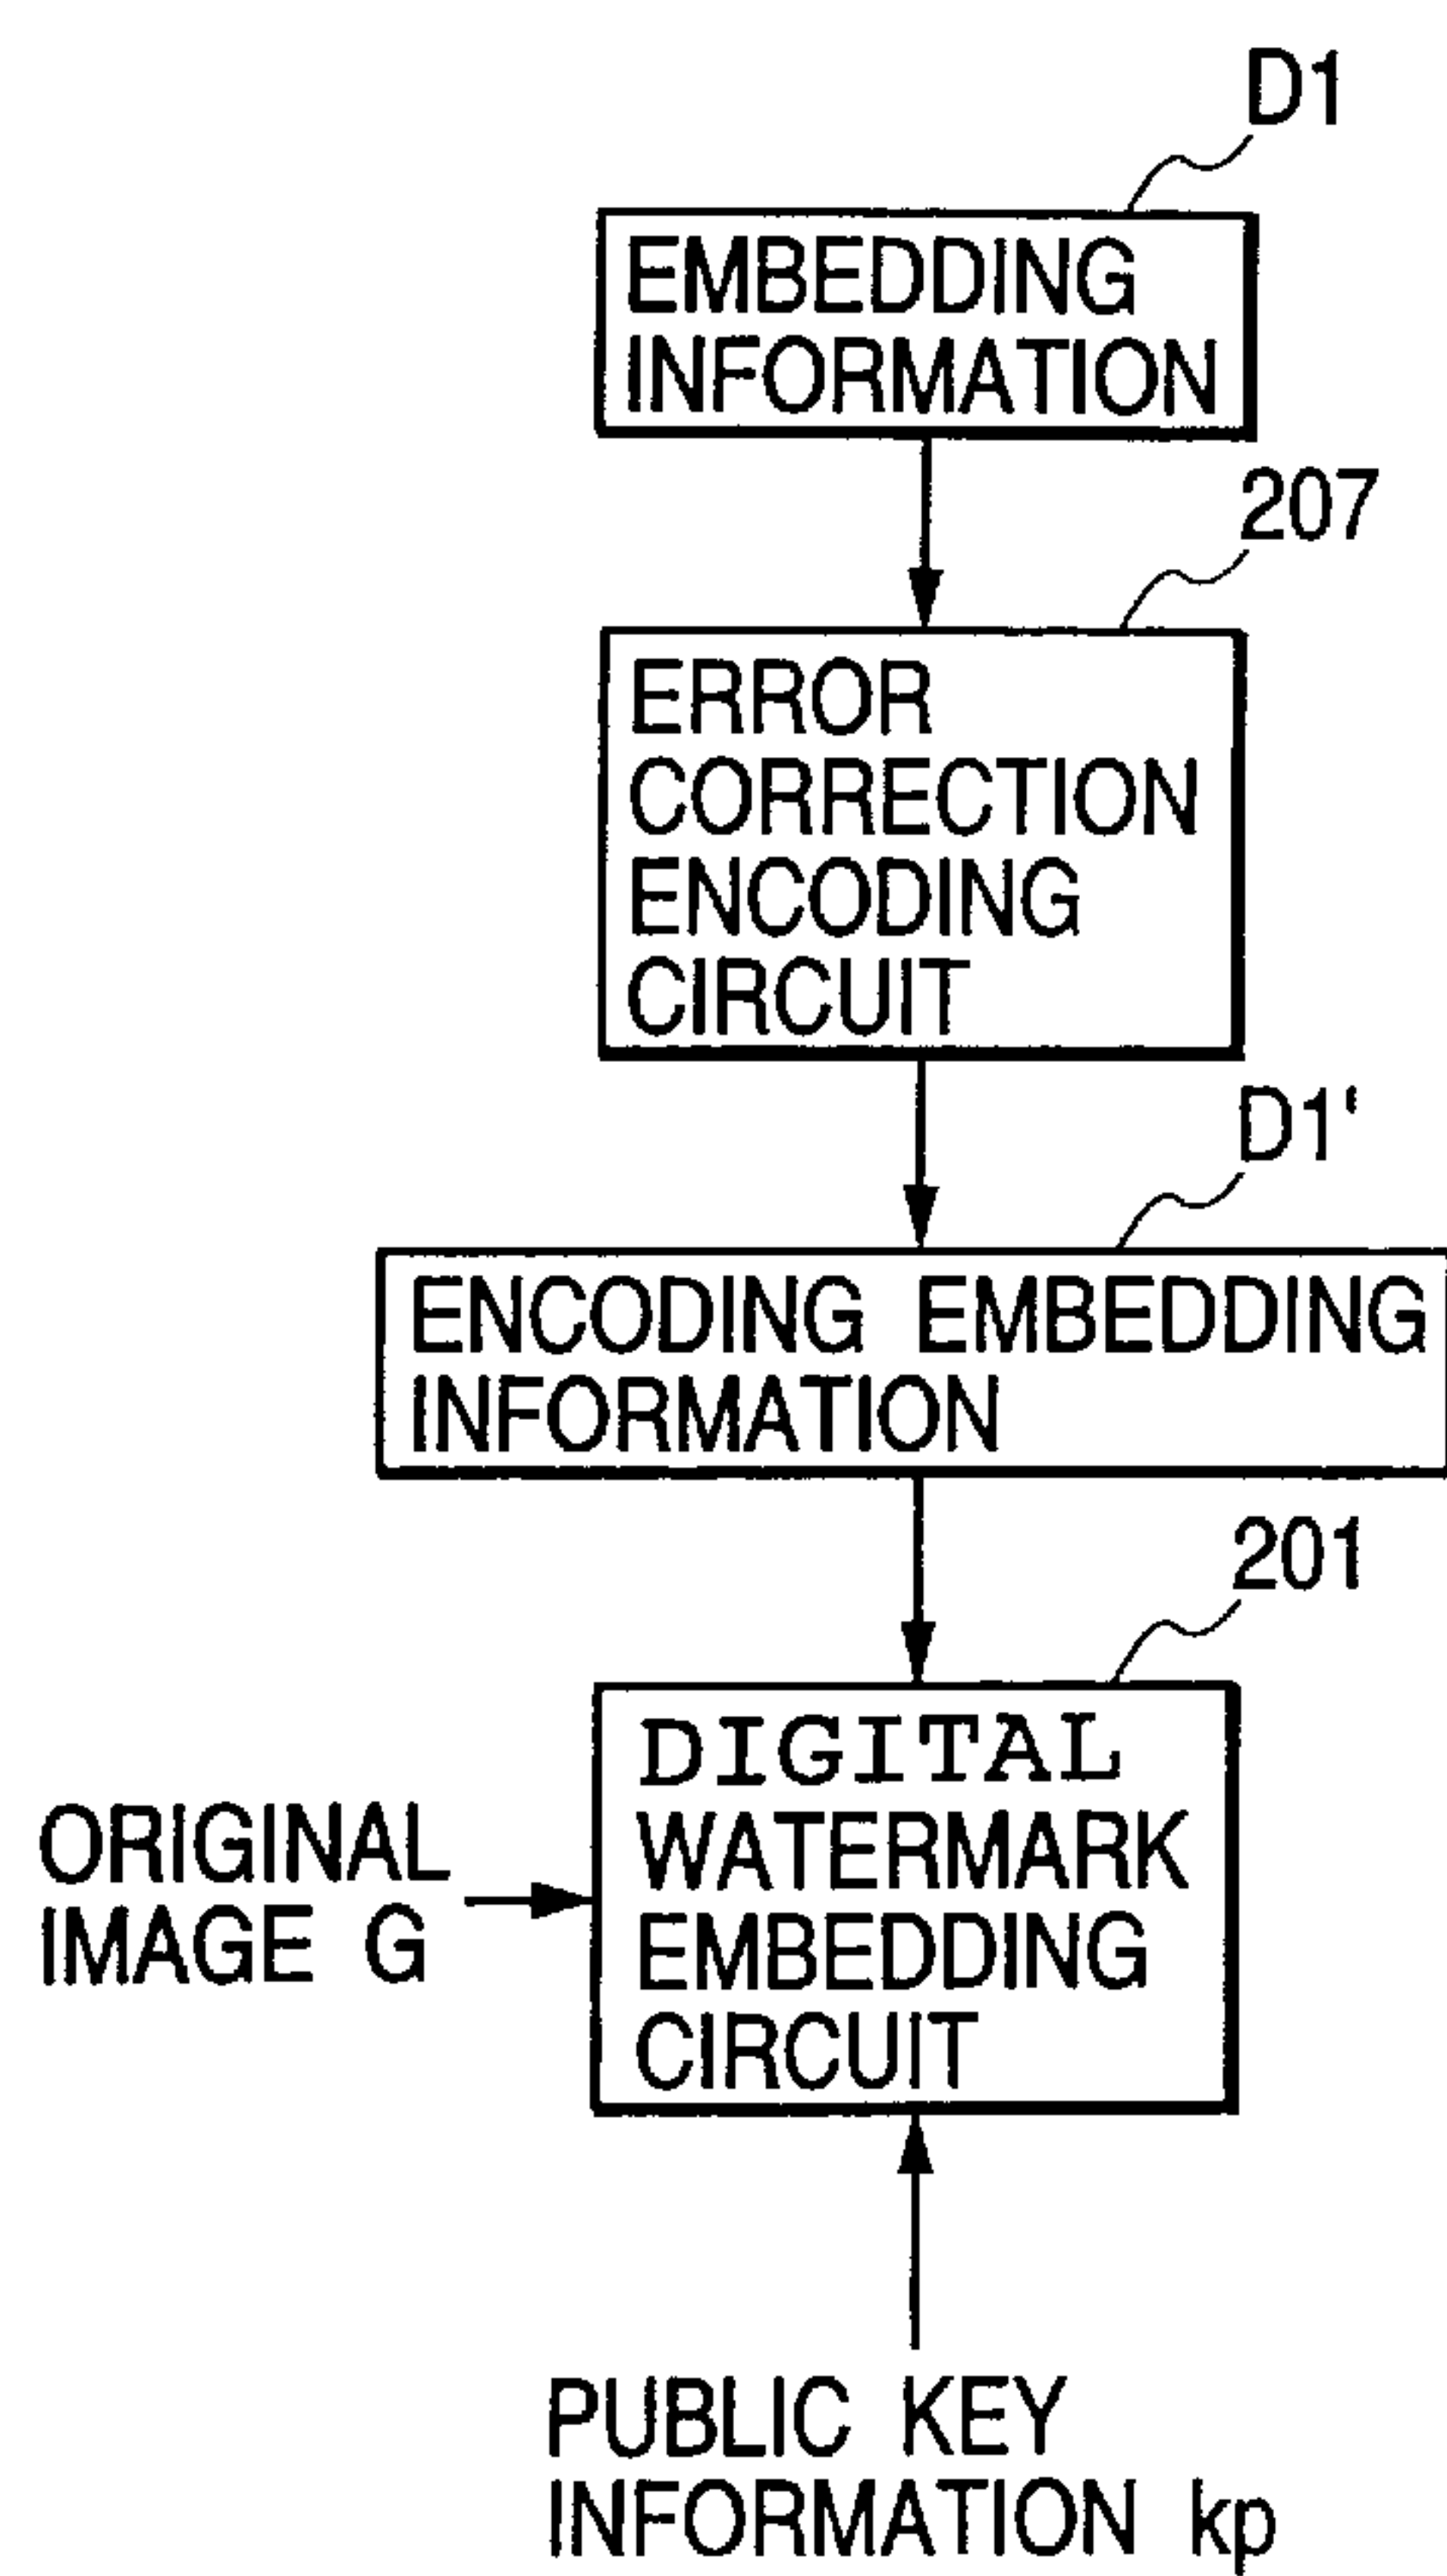 D1
EMBEDDING
INFORMATION
207
ERROR
CORRECTION
ENCODING
CIRCUIT
D1'
ENCODING EMBEDDING
INFORMATION
201
DIGITAL
WATERMARK
EMBEDDING
CIRCUIT
ORIGINAL
IMAGE G
PUBLIC KEY
INFORMATION kp